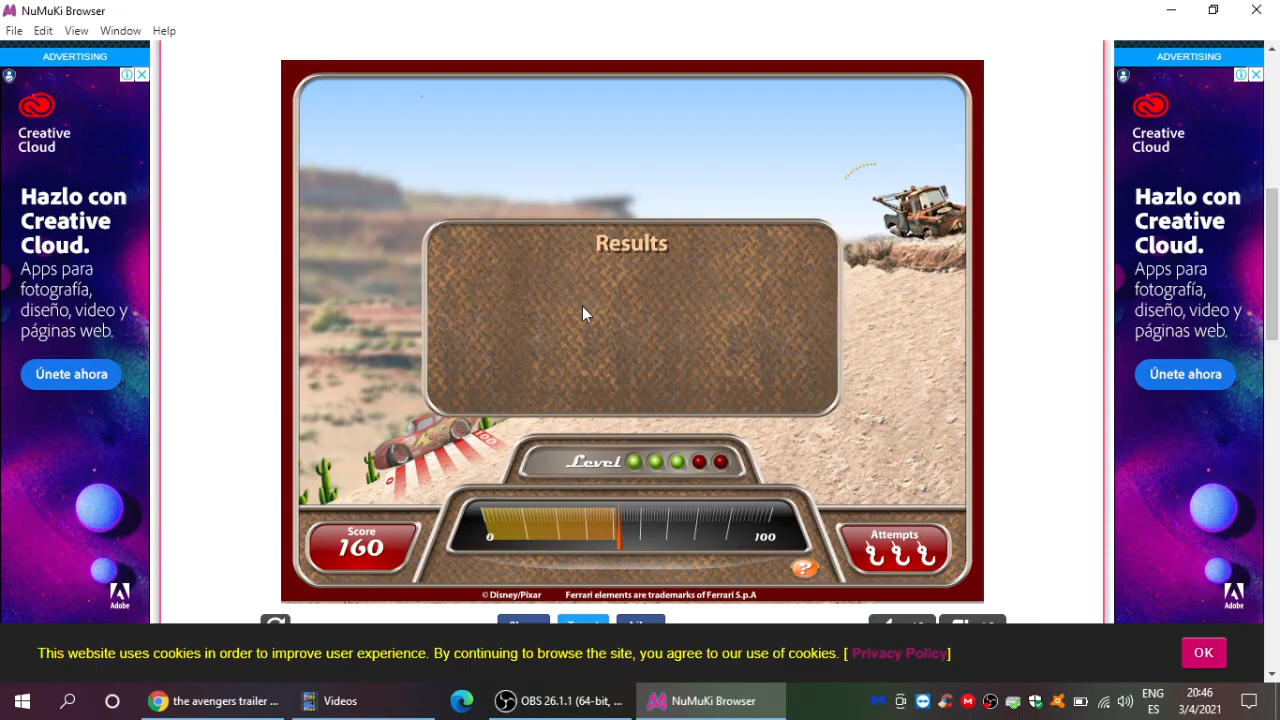 NuMuKi Browser
File Edit View Window Help
ADVERTISING
Creative
Cloud
Hazlo con
Creative
Cloud.
Apps para
fotografía,
diseño, video y
páginas web.
Únete ahora
Adobe
Results
100
0
Level
0
100
Score
160
Attempts
?
© Disney/Pixar Ferrari elements are trademarks of Ferrari S.p.A
ADVERTISING
Creative
Cloud
Hazlo con
Creative
Cloud.
Apps para
fotografía,
diseño, video y
páginas web.
Únete ahora
Adobe
This website uses cookies in order to improve user experience. By continuing to browse the site, you agree to our use of cookies. [ Privacy Policy]
OK
the avengers trailer ...
Videos
OBS 26.1.1 (64-bit, ...
NuMuKi Browser
ENG
ES
20:46
3/4/2021